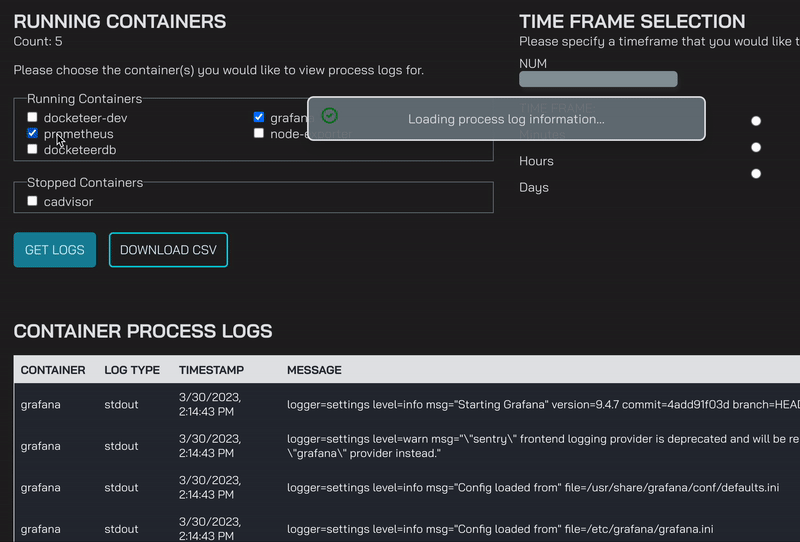 RUNNING CONTAINERS
Count: 5
Please choose the container(s) you would like to view process logs for.
Running Containers
docketeer-dev
grafana
prometheus
node-exporter
docketeerdb
Stopped Containers
cadvisor
GET LOGS
DOWNLOAD CSV
TIME FRAME SELECTION
Please specify a timeframe that you would like t
NUM
TIME FRAME
Minutes
Hours
Days
Loading process log information...
CONTAINER PROCESS LOGS
CONTAINER LOG TYPE TIMESTAMP MESSAGE
grafana stdout 3/30/2023, 2:14:43 PM logger=settings level=info msg="Starting Grafana" version=9.4.7 commit=4add91f03d branch=HEAD
grafana stdout 3/30/2023, 2:14:43 PM logger=settings level=warn msg="\"sentry\" frontend logging provider is deprecated and will be re
\"grafana\" provider instead."
grafana stdout 3/30/2023, 2:14:43 PM logger=settings level=info msg="Config loaded from" file=/usr/share/grafana/conf/defaults.ini
grafana stdout 3/30/2023, 2:14:43 PM logger=settings level=info msg="Config loaded from" file=/etc/grafana/grafana.ini